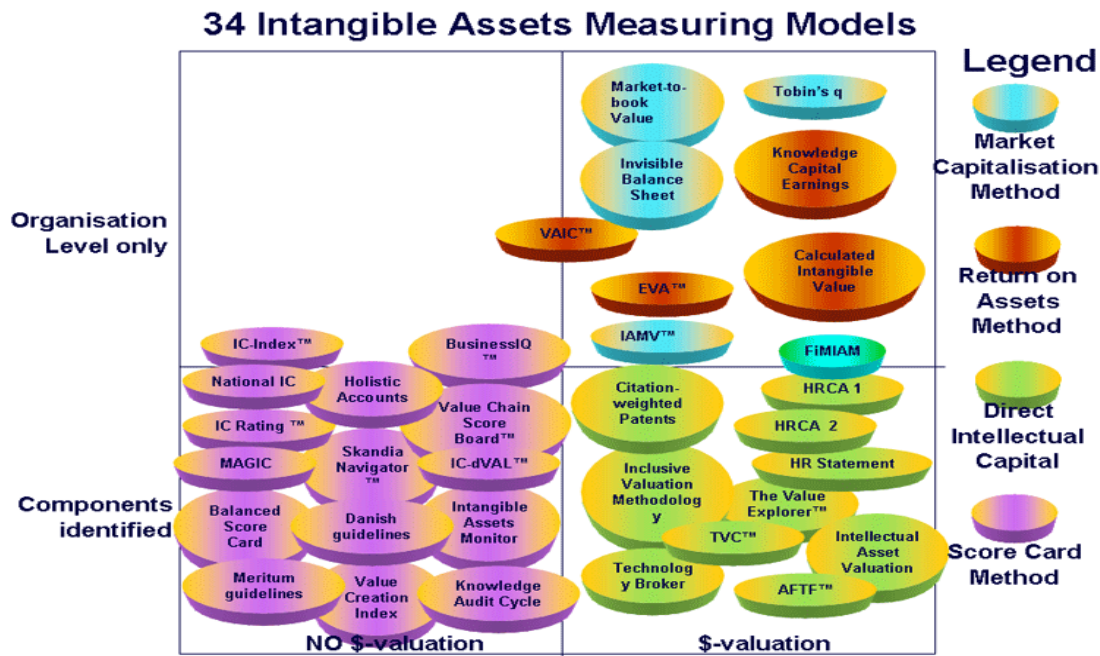 34 Intangible Assets Measuring Models
Legend
Market
Capitalisation
Method
Return on
Assets
Method
Direct
Intellectual
Capital
Score Card
Method
Organisation
Level only
Components
identified
Market-to-
book
Value
Tobin's q
Invisible
Balance
Sheet
Knowledge
Capital
Earnings
VAIC™
Calculated
Intangible
Value
EVA™
IAMV™
FiMIAM
IC-Index™
BusinessIQ
™
National IC
Holistic
Accounts
IC Rating ™
Value Chain
Score
Board™
MAGIC
Skandia
Navigator
™
IC-dVAL™
Balanced
Score
Card
Danish
guidelines
Intangible
Assets
Monitor
Meritum
guidelines
Value
Creation
Index
Knowledge
Audit Cycle
Citation-
weighted
Patents
HRCA 1
HRCA 2
Inclusive
Valuation
Methodolog
y
HR Statement
The Value
Explorer™
TVC™
Intellectual
Asset
Valuation
Technolog
y Broker
AFTF™
NO $-valuation
$-valuation